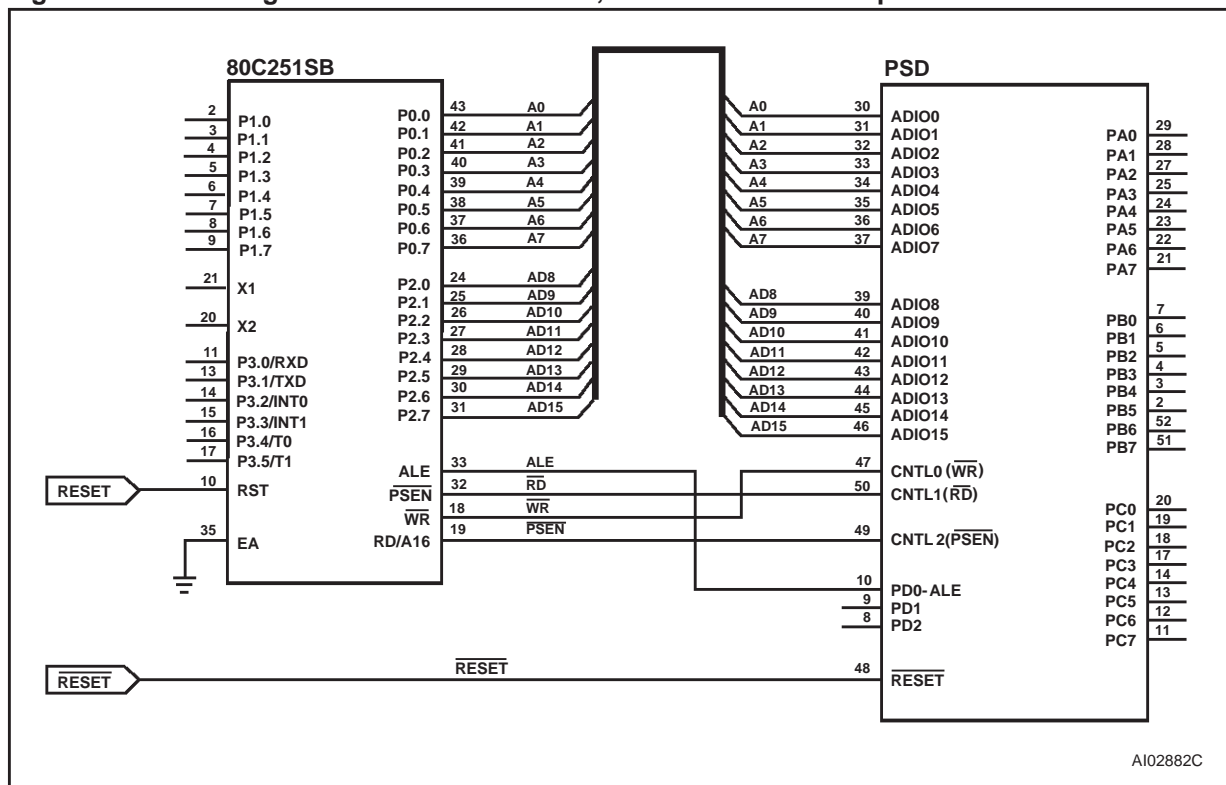 80C251SB
PSD
2 P1.0
3 P1.1
4 P1.2
5 P1.3
6 P1.4
7 P1.5
8 P1.6
9 P1.7
21 X1
20 X2
11 P3.0/RXD
13 P3.1/TXD
14 P3.2/INT0
15 P3.3/INT1
16 P3.4/T0
17 P3.5/T1
RESET 10 RST
35 EA
P0.0 43 A0
P0.1 42 A1
P0.2 41 A2
P0.3 40 A3
P0.4 39 A4
P0.5 38 A5
P0.6 37 A6
P0.7 36 A7
P2.0 24 AD8
P2.1 25 AD9
P2.2 26 AD10
P2.3 27 AD11
P2.4 28 AD12
P2.5 29 AD13
P2.6 30 AD14
P2.7 31 AD15
ALE 33 ALE
PSEN 32 RD
WR 18 WR
RD/A16 19 PSEN
A0 30 ADIO0
A1 31 ADIO1
A2 32 ADIO2
A3 33 ADIO3
A4 34 ADIO4
A5 35 ADIO5
A6 36 ADIO6
A7 37 ADIO7
AD8 39 ADIO8
AD9 40 ADIO9
AD10 41 ADIO10
AD11 42 ADIO11
AD12 43 ADIO12
AD13 44 ADIO13
AD14 45 ADIO14
AD15 46 ADIO15
47 CNTL0 (WR)
50 CNTL1(RD)
49 CNTL 2(PSEN)
10 PD0-ALE
9 PD1
8 PD2
RESET RESET 48 RESET
PA0 29
PA1 28
PA2 27
PA3 25
PA4 24
PA5 23
PA6 22
PA7 21
PB0 7
PB1 6
PB2 5
PB3 4
PB4 3
PB5 2
PB6 52
PB7 51
PC0 20
PC1 19
PC2 18
PC3 17
PC4 14
PC5 13
PC6 12
PC7 11
AI02882C